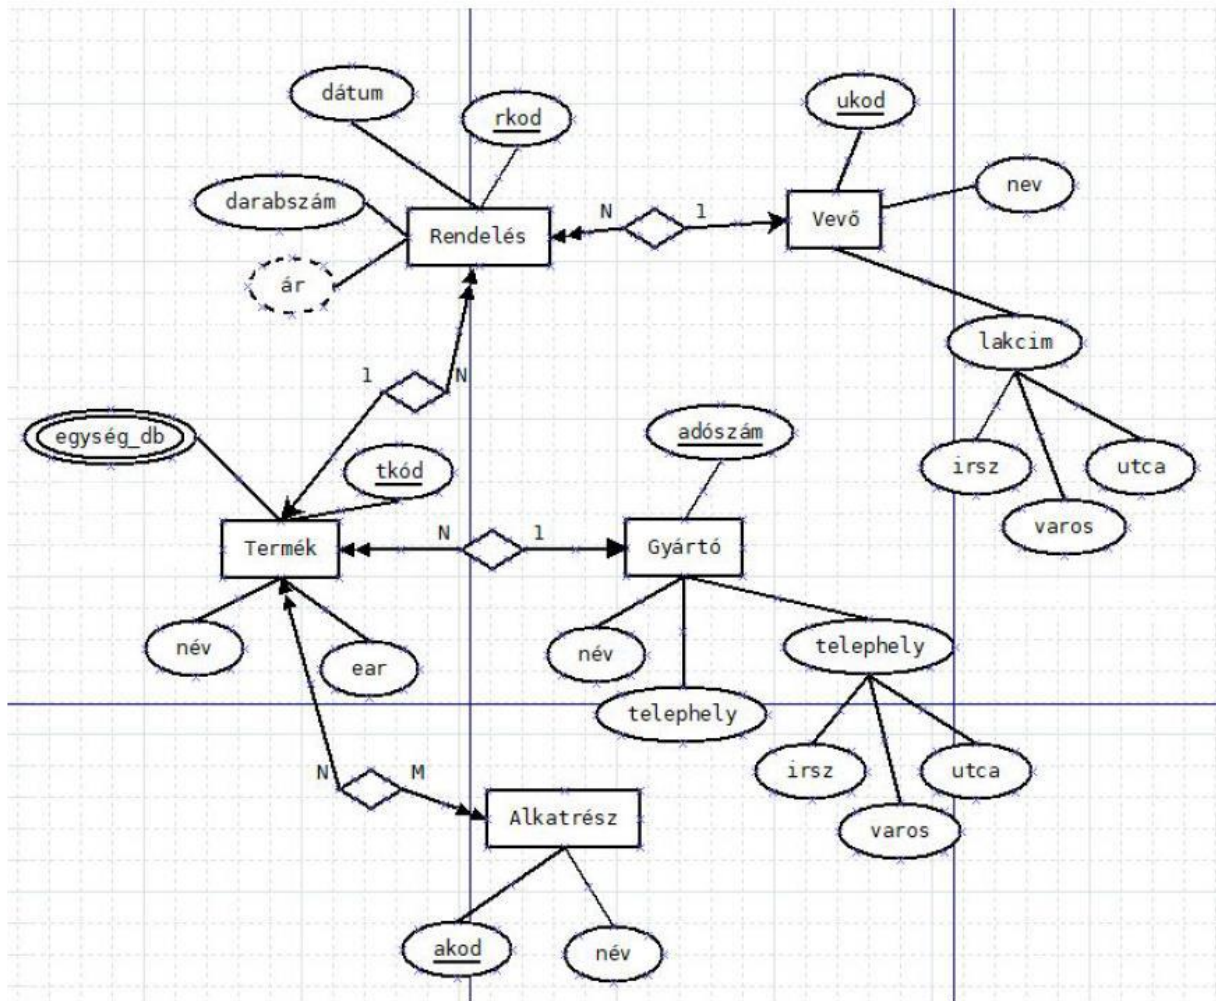 dátum
rkod
ukod
nev
darabszám
Rendelés
N
1
Vevő
ár
lakcim
1
N
egység_db
tkód
adószám
irsz
utca
varos
Termék
N
1
Gyártó
név
ear
név
telephely
telephely
irsz
utca
varos
N
M
Alkatrész
akod
név